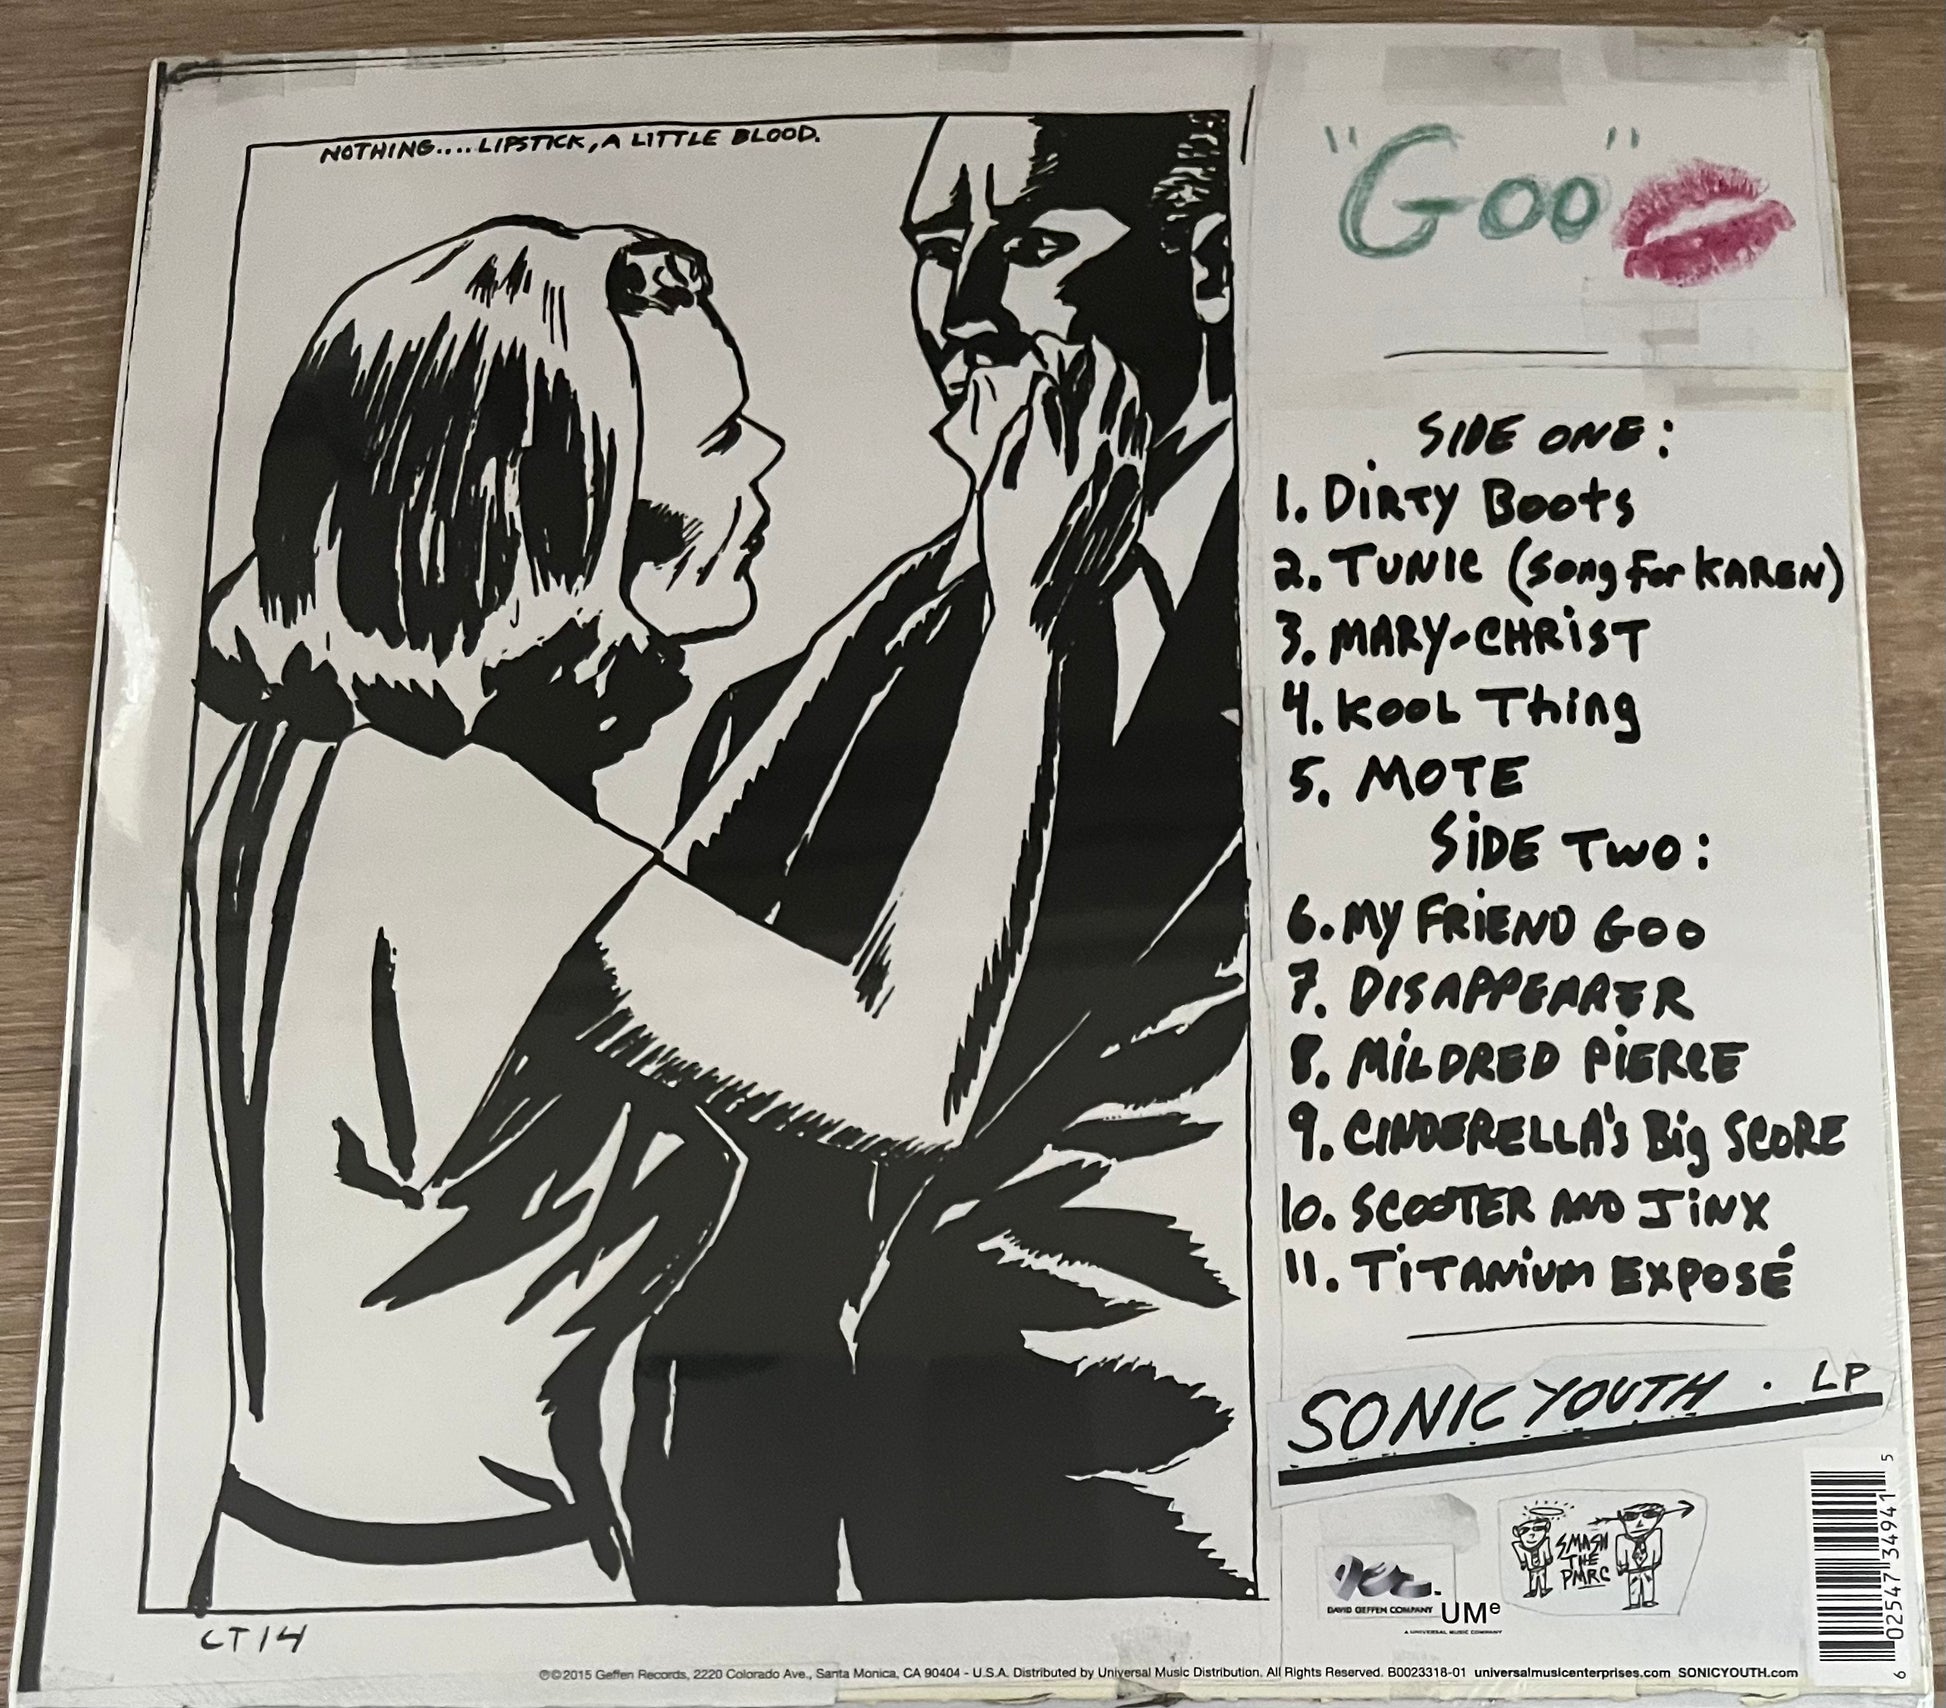 NOTHING....LIPSTICK, A LITTLE BLOOD.
"Goo"
SIDE ONE:
1. DIRTY Boots
2. TUNIC (Song For KAREN)
3. MARY-CHRIST
4. KOOL Thing
5. MOTE
SIDE TWO:
6. MY FRIEND GOO
7. DISAPPEARER
8. MILDRED PIERCE
9. CINDERELLA'S Big SCORE
10. SCOOTER AND JINX
11. TITANIUM EXPOSÉ
SONIC YOUTH . LP
SMASH
THE
PMRC
DGC.
DAVID GEFFEN COMPANY
UMe
A UNIVERSAL MUSIC COMPANY
6 02547 34941 5
CT14
℗©2015 Geffen Records, 2220 Colorado Ave., Santa Monica, CA 90404 - U.S.A. Distributed by Universal Music Distribution. All Rights Reserved. B0023318-01 universalmusicenterprises.com SONICYOUTH.com